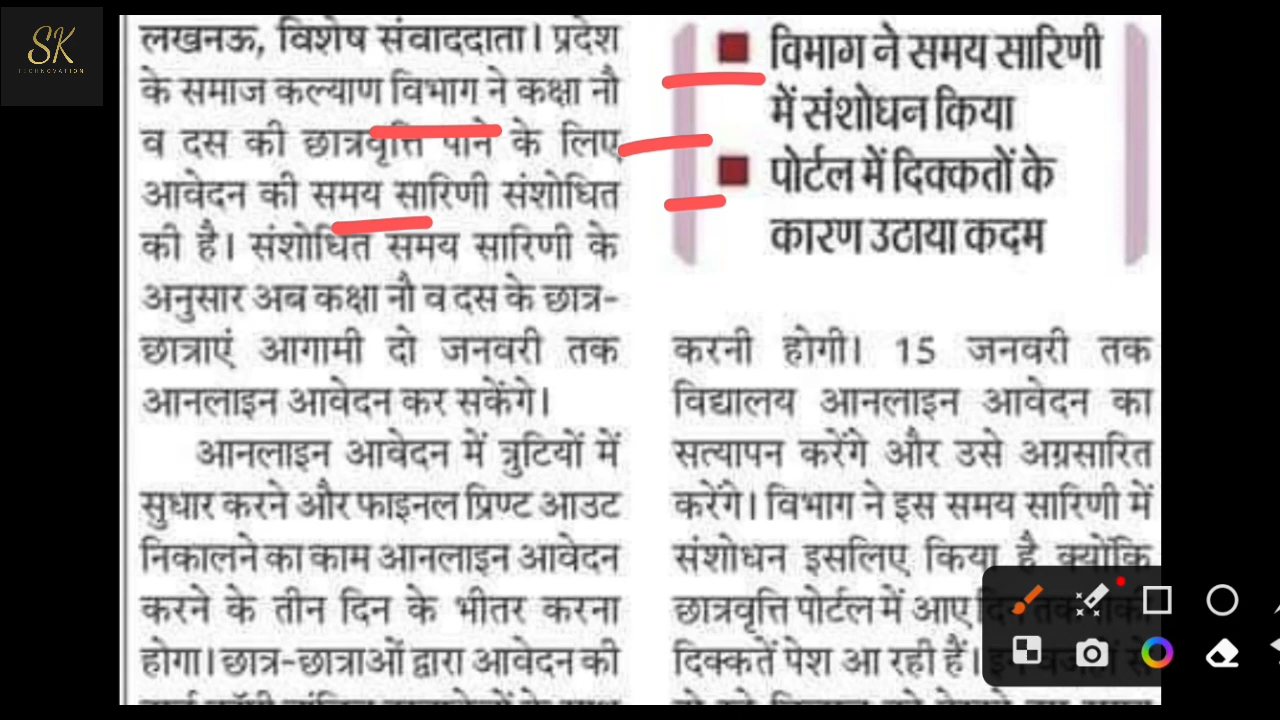 SK
TECHNOVATION
लखनऊ, विशेष संवाददाता। प्रदेश
के समाज कल्याण विभाग ने कक्षा नौ
व दस की छात्रवृत्ति पाने के लिए
आवेदन की समय सारिणी संशोधित
की है। संशोधित समय सारिणी के
अनुसार अब कक्षा नौ व दस के छात्र-
छात्राएं आगामी दो जनवरी तक
आनलाइन आवेदन कर सकेंगे।
आनलाइन आवेदन में त्रुटियों में
सुधार करने और फाइनल प्रिण्ट आउट
निकालने का काम आनलाइन आवेदन
करने के तीन दिन के भीतर करना
होगा। छात्र-छात्राओं द्वारा आवेदन की
विभाग ने समय सारिणी
में संशोधन किया
पोर्टल में दिक्कतों के
कारण उठाया कदम
करनी होगी। 15 जनवरी तक
विद्यालय आनलाइन आवेदन का
सत्यापन करेंगे और उसे अग्रसारित
करेंगे। विभाग ने इस समय सारिणी में
संशोधन इसलिए किया है क्योंकि
छात्रवृत्ति पोर्टल में आए
दिक्कतें पेश आ रही हैं।